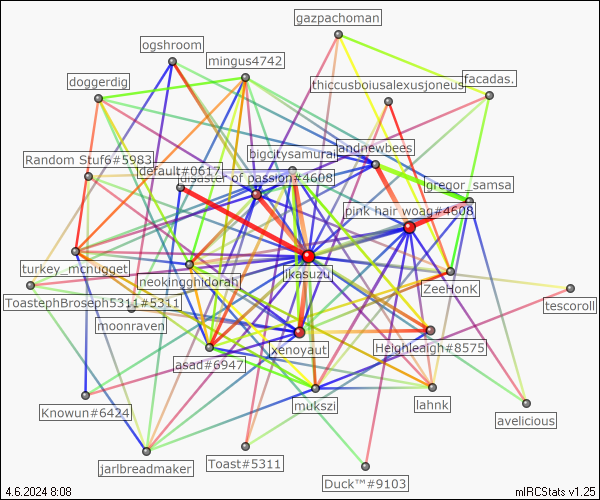 gazpachoman
ogshroom
mingus4742
doggerdig
thiccusboiusalexusjoneus
facadas.
Random Stuf6#5983
default#0617
bigcitysamurai
andnewbees
disaster of passion#4608
gregor_samsa
pink hair woag#4608
turkey_mcnugget
neokingghidorah
ikasuzu
ZeeHonK
ToastephBroseph5311#5311
tescoroll
moonraven
xenoyaut
asad#6947
Heighleaigh#8575
Knowun#6424
mukszi
lahnk
avelicious
jarlbreadmaker
Toast#5311
Duck™#9103
4.6.2024 8:08
mIRCStats v1.25